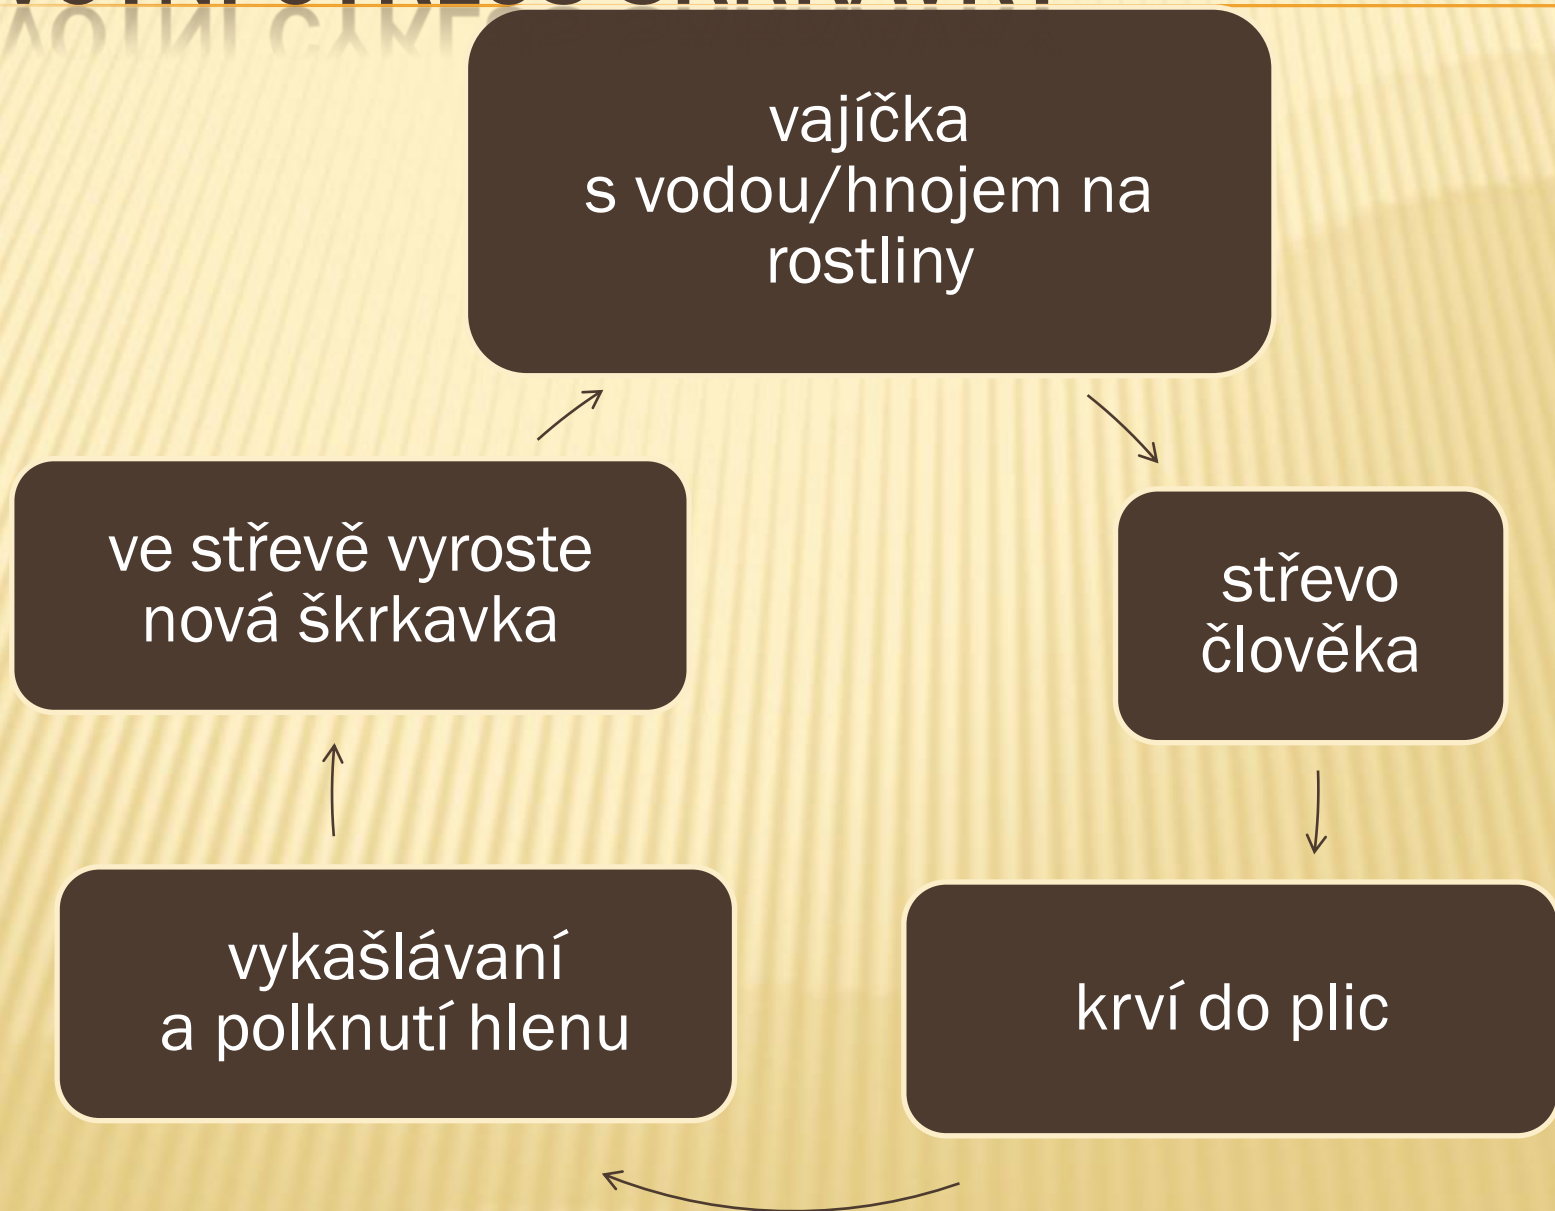 vajíčka
s vodou/hnojem na
rostliny
střevo
člověka
krví do plic
vykašlávaní
a polknutí hlenu
ve střevě vyroste
nová škrkavka